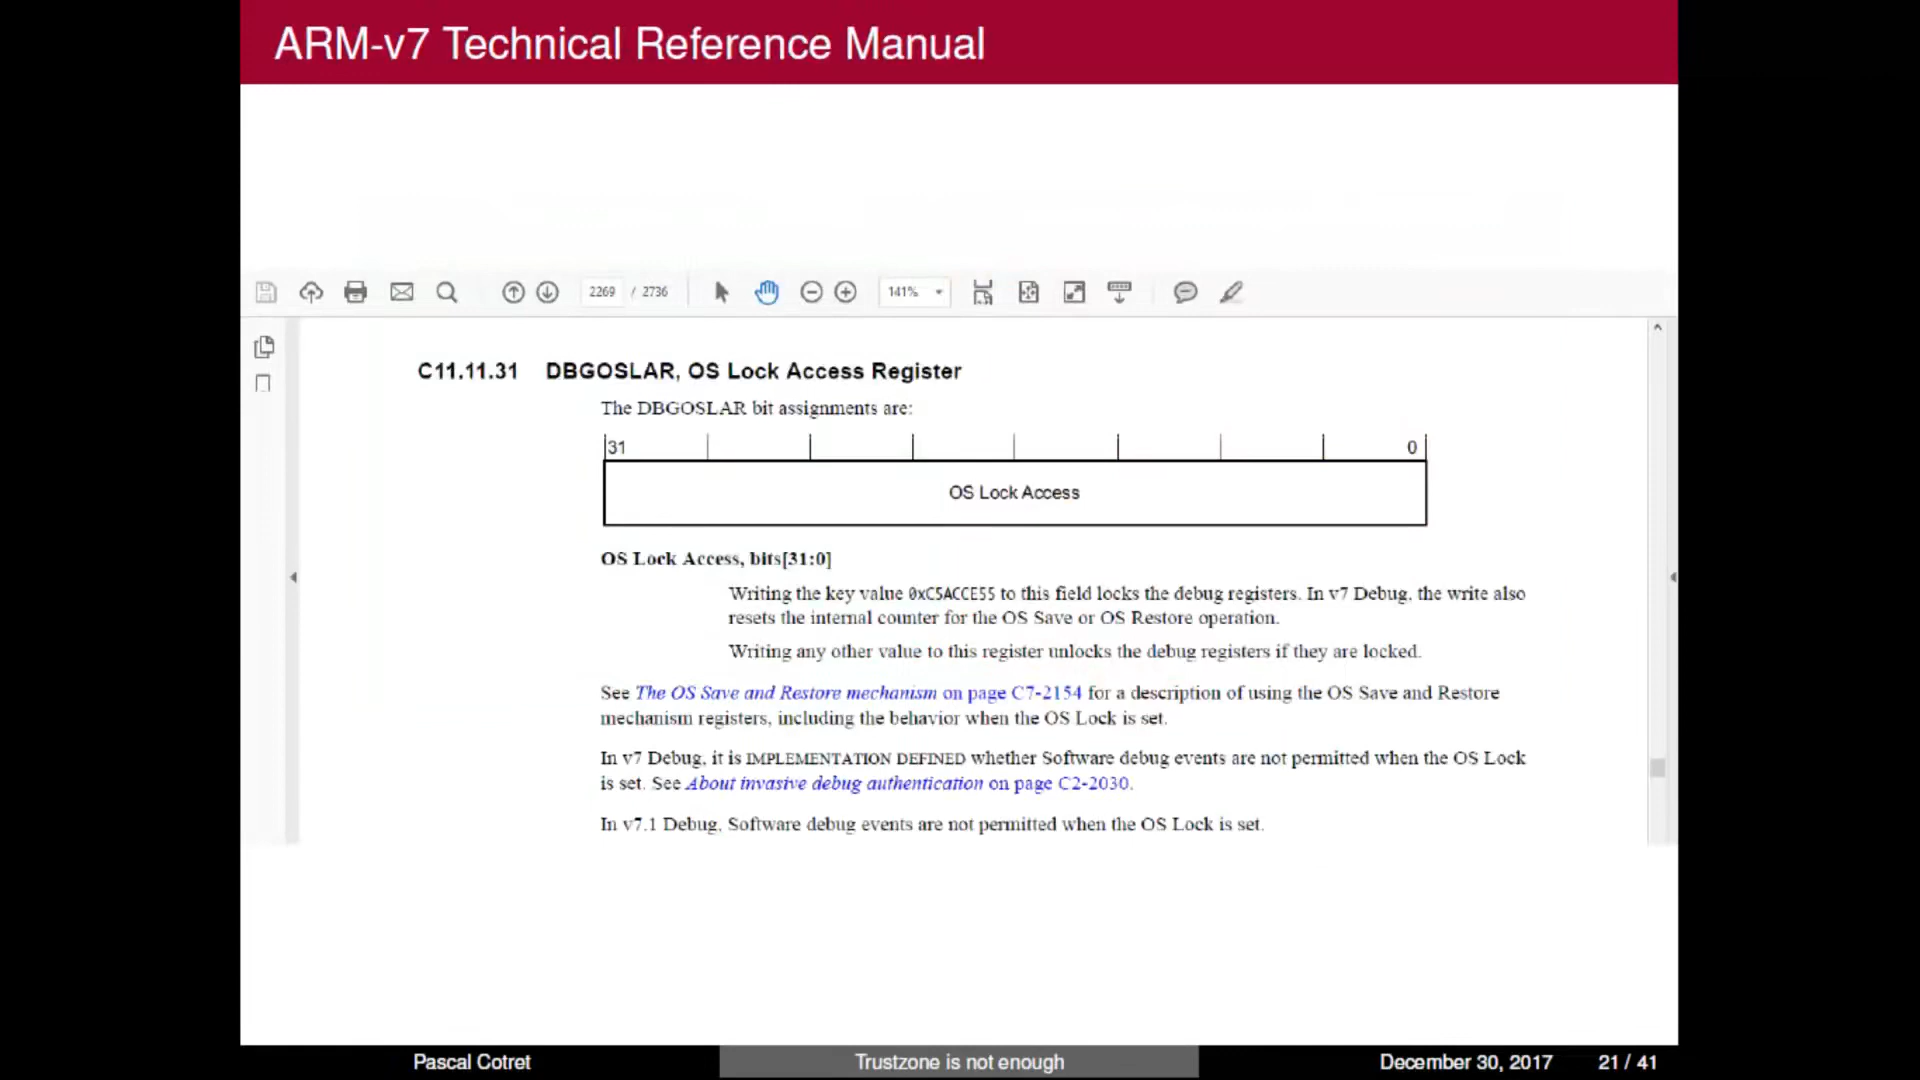 ARM-v7 Technical Reference Manual
2269 / 2736
141%
C11.11.31 DBGOSLAR, OS Lock Access Register
The DBGOSLAR bit assignments are:
31 0
OS Lock Access
OS Lock Access, bits[31:0]
Writing the key value 0xC5ACCE55 to this field locks the debug registers. In v7 Debug, the write also
resets the internal counter for the OS Save or OS Restore operation.
Writing any other value to this register unlocks the debug registers if they are locked.
See The OS Save and Restore mechanism on page C7-2154 for a description of using the OS Save and Restore
mechanism registers, including the behavior when the OS Lock is set.
In v7 Debug, it is IMPLEMENTATION DEFINED whether Software debug events are not permitted when the OS Lock
is set. See About invasive debug authentication on page C2-2030.
In v7.1 Debug, Software debug events are not permitted when the OS Lock is set.
Pascal Cotret Trustzone is not enough December 30, 2017 21 / 41